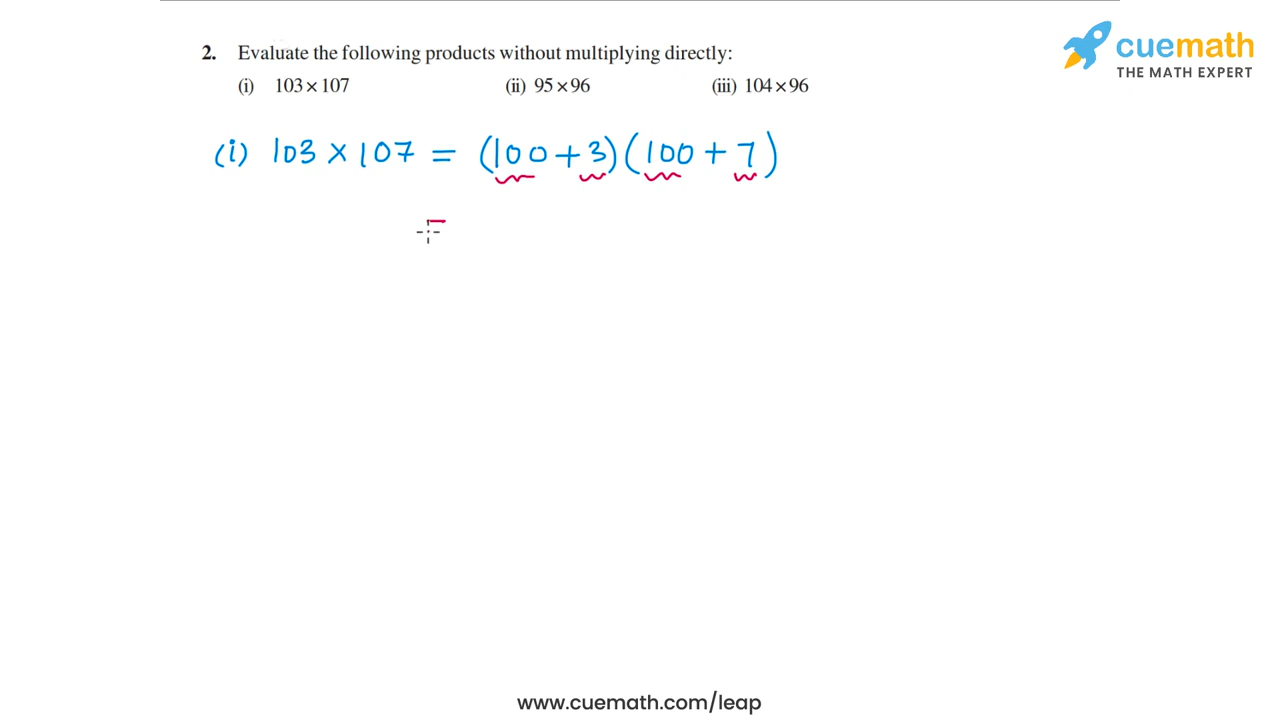 cuemath
THE MATH EXPERT
2. Evaluate the following products without multiplying directly:
(i) 103 × 107 (ii) 95 × 96 (iii) 104 × 96
(i) 103 × 107 = (100 + 3)(100 + 7)
www.cuemath.com/leap